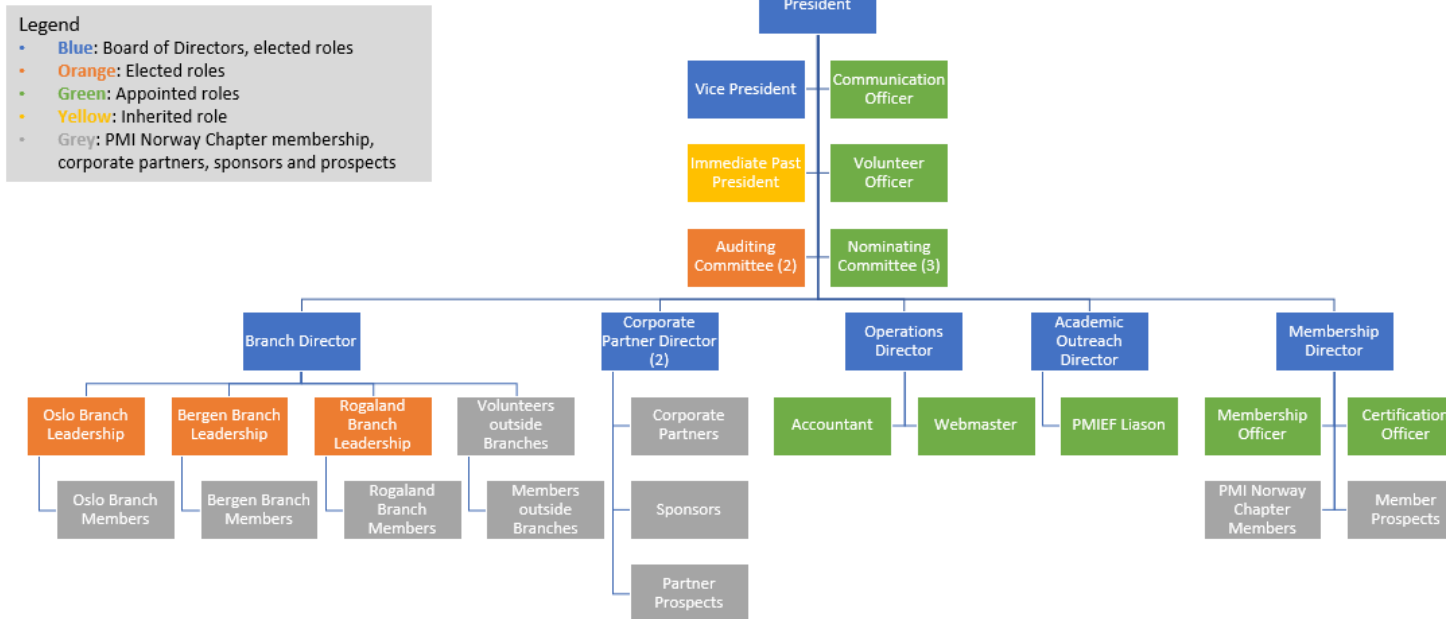 President
Legend
• Blue: Board of Directors, elected roles
• Orange: Elected roles
• Green: Appointed roles
• Yellow: Inherited role
• Grey: PMI Norway Chapter membership,
corporate partners, sponsors and prospects
Vice President
Communication
Officer
Immediate Past
President
Volunteer
Officer
Auditing
Committee (2)
Nominating
Committee (3)
Branch Director
Corporate
Partner Director
(2)
Operations
Director
Academic
Outreach
Director
Membership
Director
Oslo Branch
Leadership
Bergen Branch
Leadership
Rogaland
Branch
Leadership
Volunteers
outside
Branches
Corporate
Partners
Accountant
Webmaster
PMIEF Liason
Membership
Officer
Certification
Officer
Oslo Branch
Members
Bergen Branch
Members
Rogaland
Branch
Members
Members
outside
Branches
Sponsors
PMI Norway
Chapter
Members
Member
Prospects
Partner
Prospects